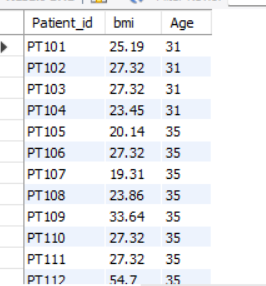 Patient_id bmi Age
PT101 25.19 31
PT102 27.32 31
PT103 27.32 31
PT104 23.45 31
PT105 20.14 35
PT106 27.32 35
PT107 19.31 35
PT108 23.86 35
PT109 33.64 35
PT110 27.32 35
PT111 27.32 35
PT112 54.7 35